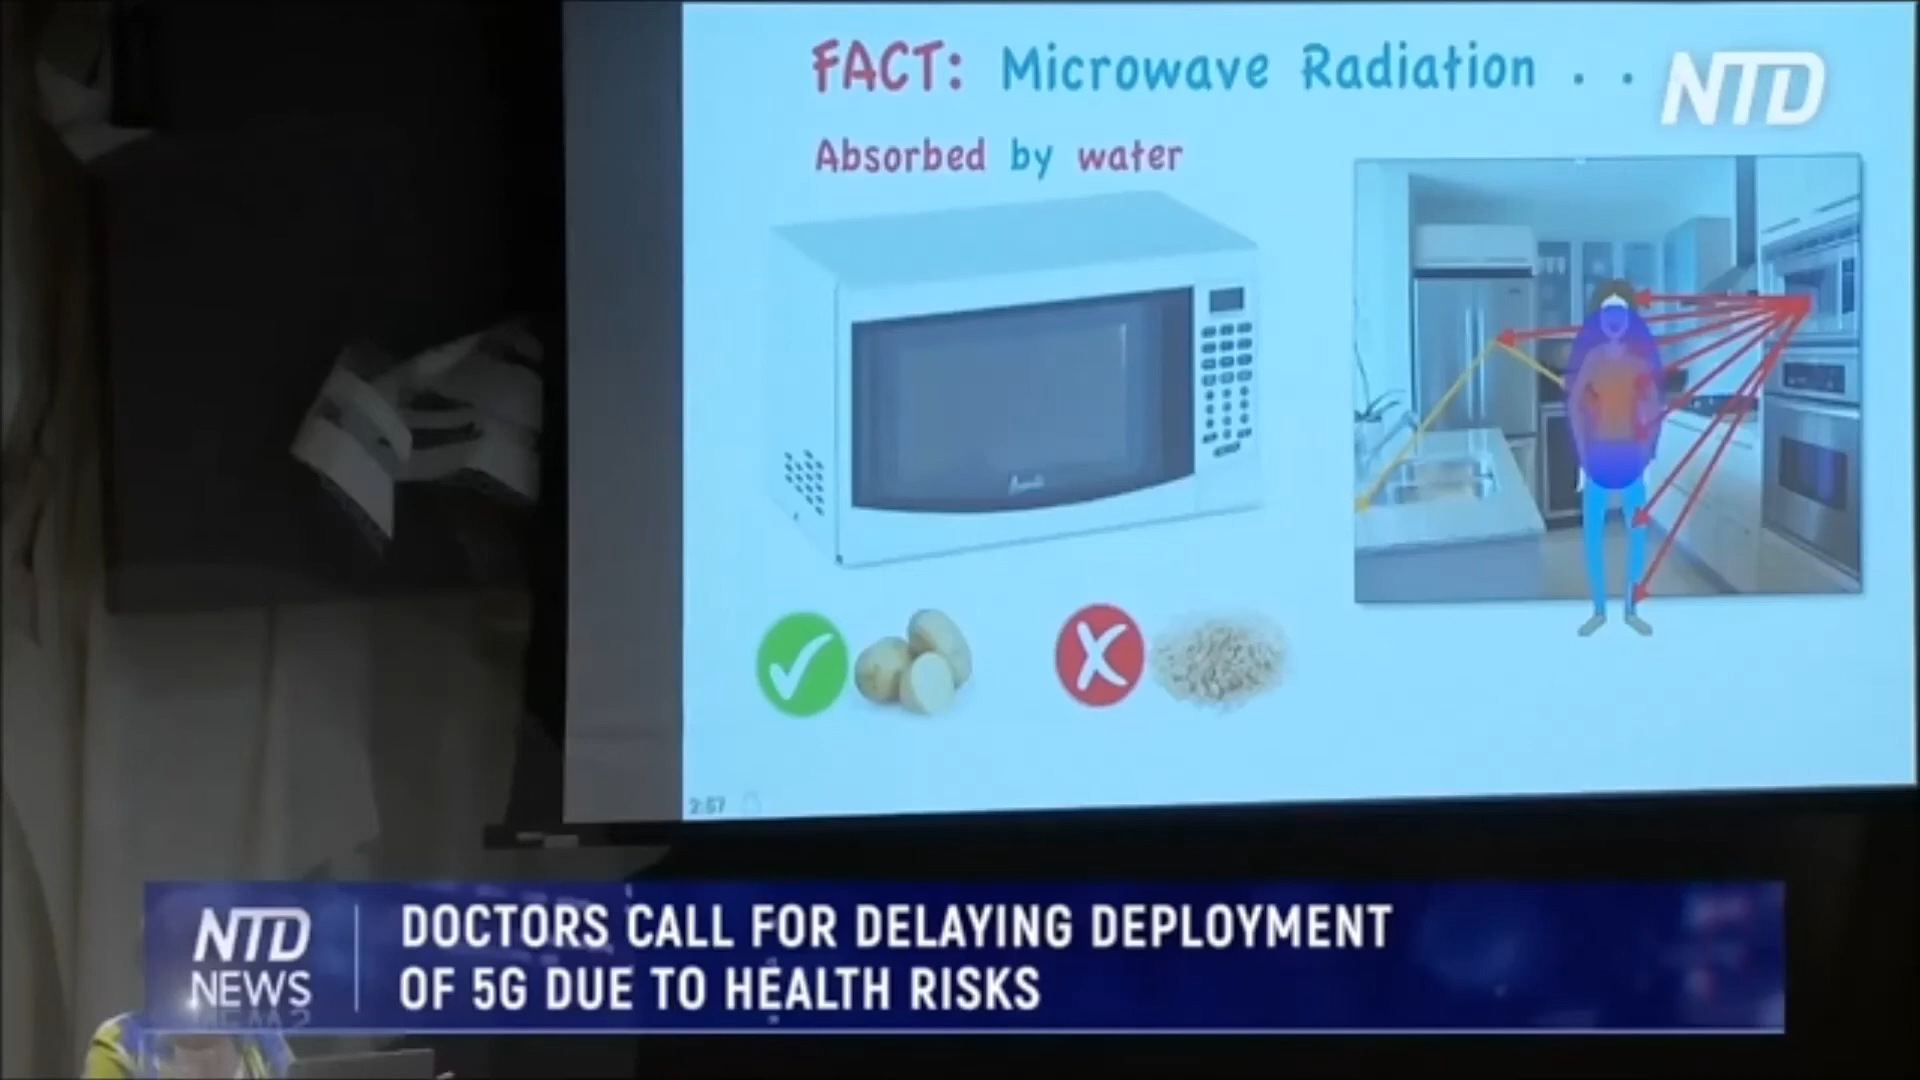 FACT: Microwave Radiation . .
NTD
Absorbed by water
2:57
NTD
NEWS
DOCTORS CALL FOR DELAYING DEPLOYMENT
OF 5G DUE TO HEALTH RISKS